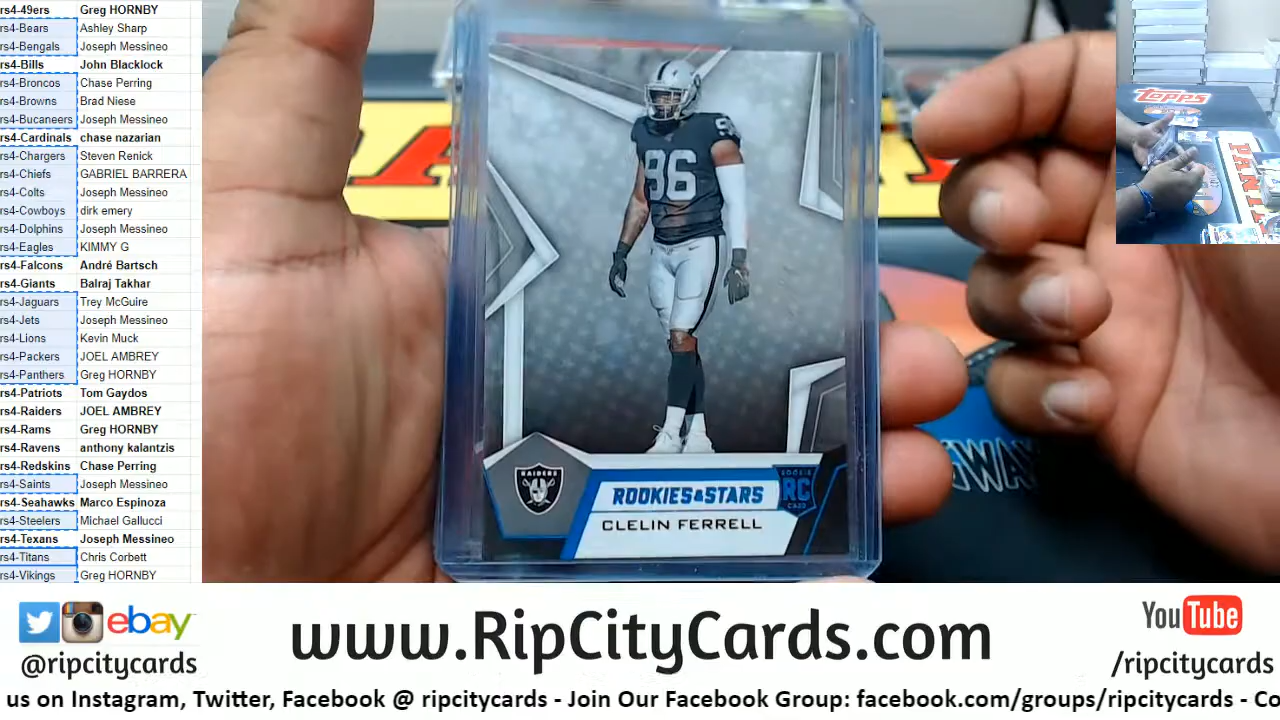 rs4-49ers Greg HORNBY
rs4-Bears Ashley Sharp
rs4-Bengals Joseph Messineo
rs4-Bills John Blacklock
rs4-Broncos Chase Perring
rs4-Browns Brad Niese
rs4-Bucaneers Joseph Messineo
rs4-Cardinals chase nazarian
rs4-Chargers Steven Renick
rs4-Chiefs GABRIEL BARRERA
rs4-Colts Joseph Messineo
rs4-Cowboys dirk emery
rs4-Dolphins Joseph Messineo
rs4-Eagles KIMMY G
rs4-Falcons André Bartsch
rs4-Giants Balraj Takhar
rs4-Jaguars Trey McGuire
rs4-Jets Joseph Messineo
rs4-Lions Kevin Muck
rs4-Packers JOEL AMBREY
rs4-Panthers Greg HORNBY
rs4-Patriots Tom Gaydos
rs4-Raiders JOEL AMBREY
rs4-Rams Greg HORNBY
rs4-Ravens anthony kalantzis
rs4-Redskins Chase Perring
rs4-Saints Joseph Messineo
rs4-Seahawks Marco Espinoza
rs4-Steelers Michael Gallucci
rs4-Texans Joseph Messineo
rs4-Titans Chris Corbett
rs4-Vikings Greg HORNBY
96
96
RAIDERS
ROOKIES&STARS
ROOKIE
RC
CARD
CLELIN FERRELL
Topps
PANINI
ebay
@ripcitycards
www.RipCityCards.com
YouTube
/ripcitycards
us on Instagram, Twitter, Facebook @ ripcitycards - Join Our Facebook Group: facebook.com/groups/ripcitycards - Co